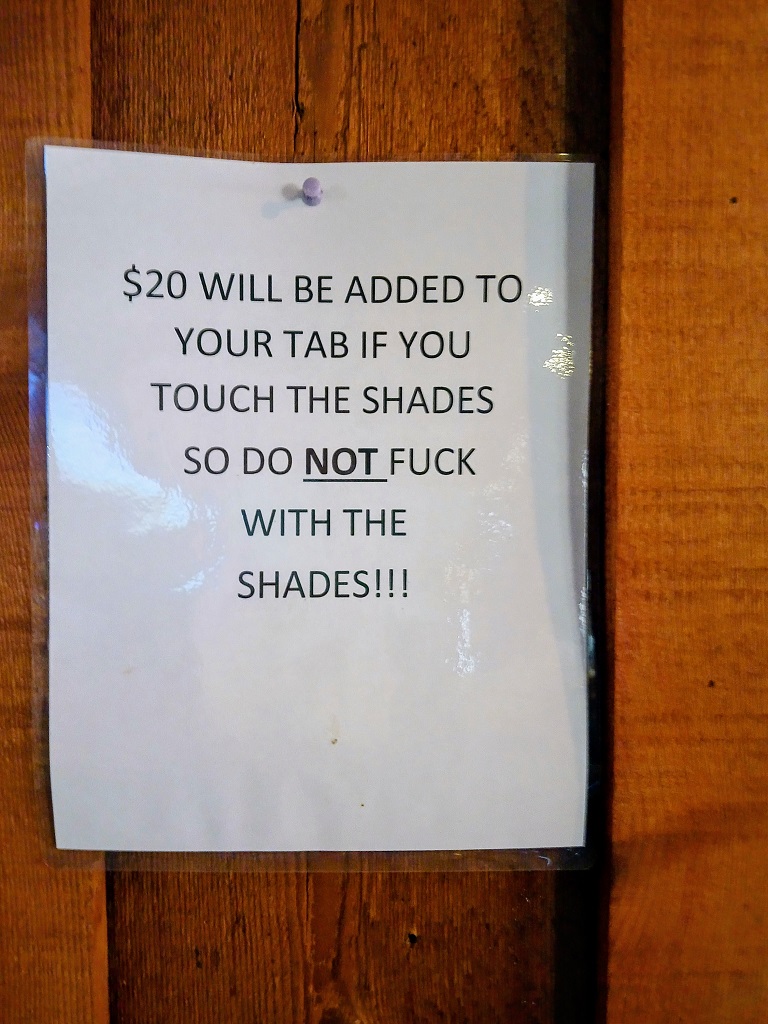 $20 WILL BE ADDED TO
YOUR TAB IF YOU
TOUCH THE SHADES
SO DO NOT FUCK
WITH THE
SHADES!!!